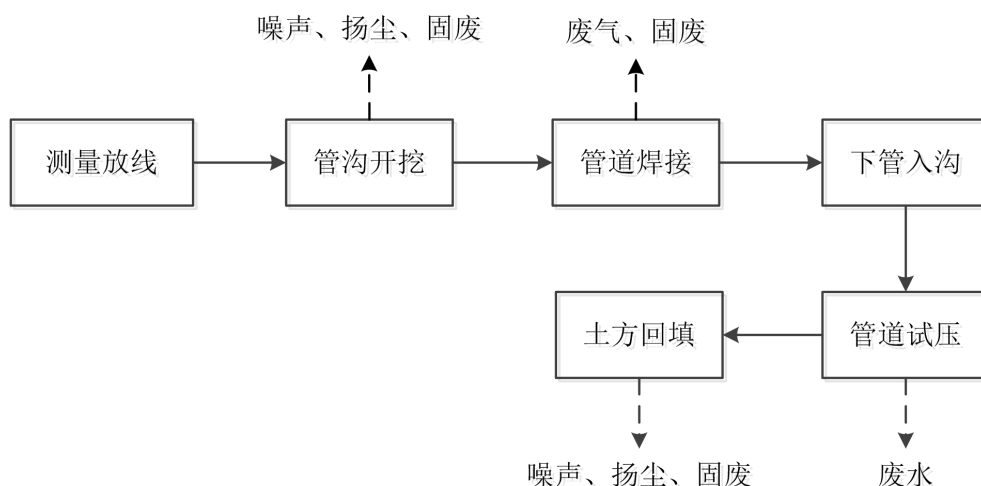 噪声、扬尘、固废
废气、固废
测量放线
管沟开挖
管道焊接
下管入沟
土方回填
管道试压
噪声、扬尘、固废
废水